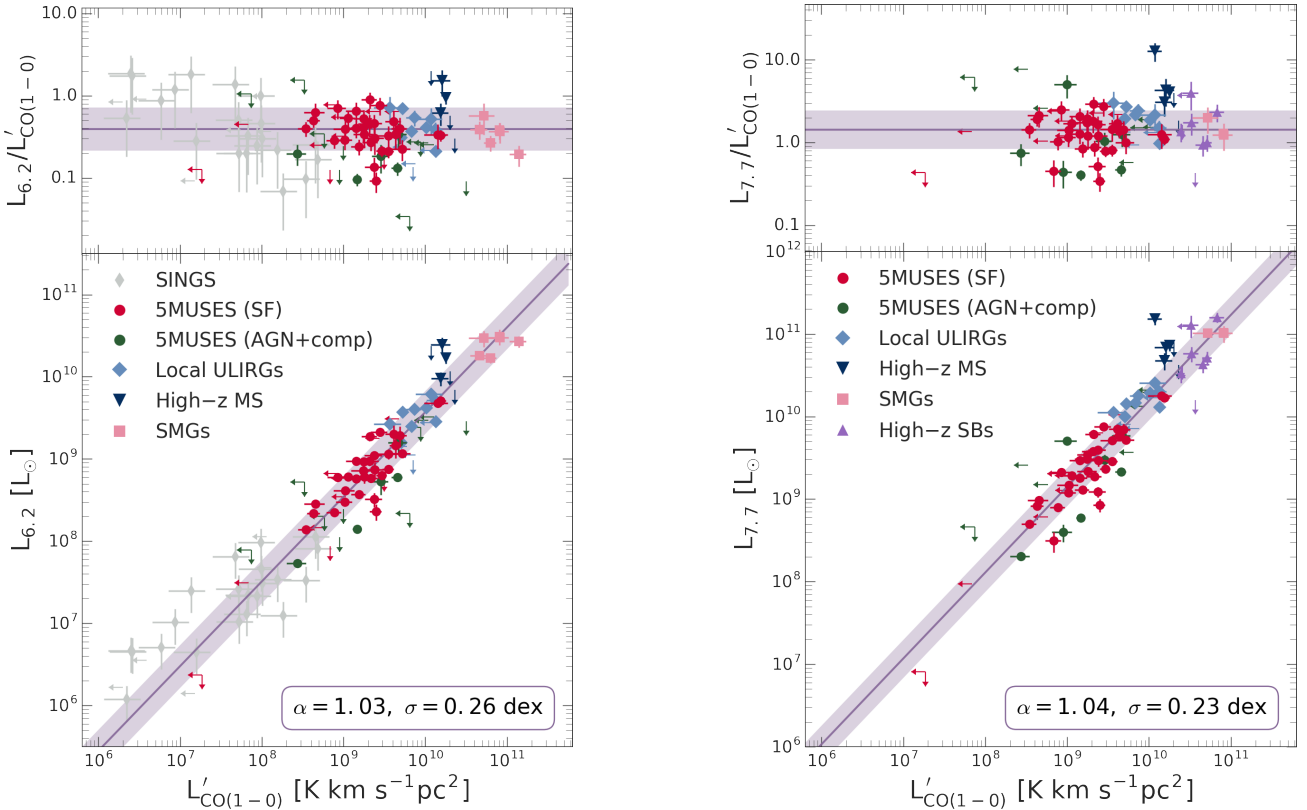 10.0
1.0
0.1
L6.2/L′CO(1−0)
10¹¹
10¹⁰
10⁹
10⁸
10⁷
10⁶
L6.2 [L⊙]
SINGS
5MUSES (SF)
5MUSES (AGN+comp)
Local ULIRGs
High−z MS
SMGs
α = 1.03, σ = 0.26 dex
10⁶ 10⁷ 10⁸ 10⁹ 10¹⁰ 10¹¹
L′CO(1−0) [K km s⁻¹pc²]
10.0
1.0
0.1
L7.7/L′CO(1−0)
10¹²
10¹¹
10¹⁰
10⁹
10⁸
10⁷
10⁶
L7.7 [L⊙]
5MUSES (SF)
5MUSES (AGN+comp)
Local ULIRGs
High−z MS
SMGs
High−z SBs
α = 1.04, σ = 0.23 dex
10⁶ 10⁷ 10⁸ 10⁹ 10¹⁰ 10¹¹
L′CO(1−0) [K km s⁻¹pc²]